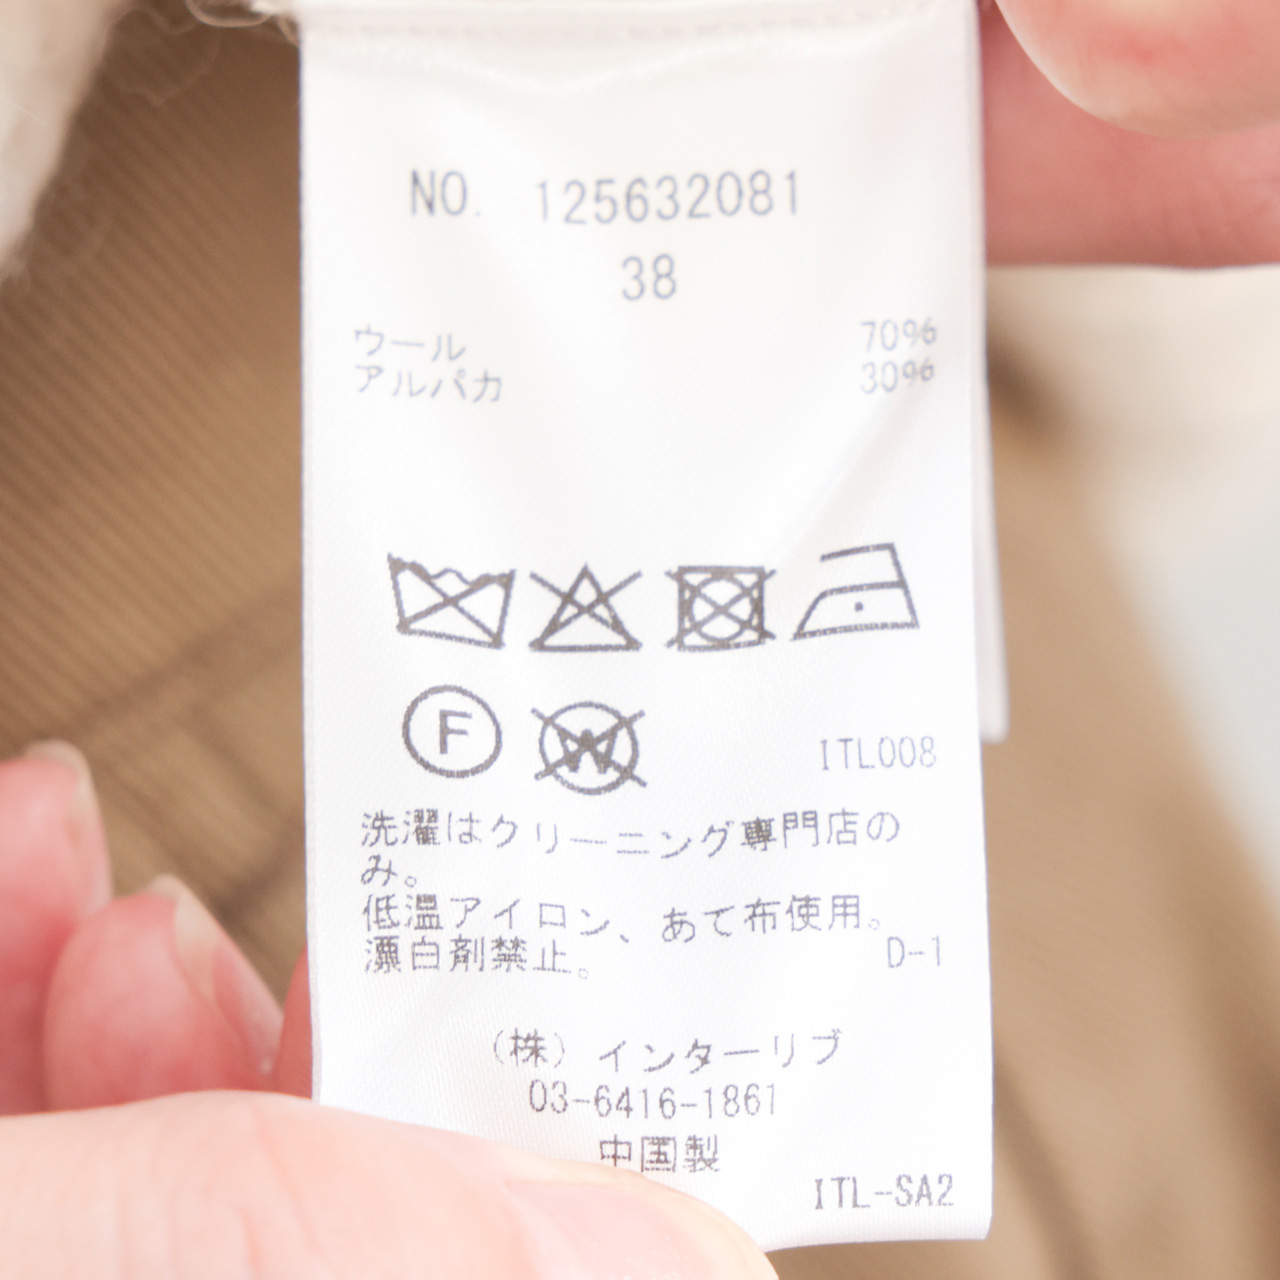 NO. 125632081
38
ウール 70%
アルパカ 30%
F W
ITL008
洗濯はクリーニング専門店の
み。
低温アイロン、あて布使用。
漂白剤禁止。
D-1
(株) インターリブ
03-6416-1861
中国製
ITL-SA2